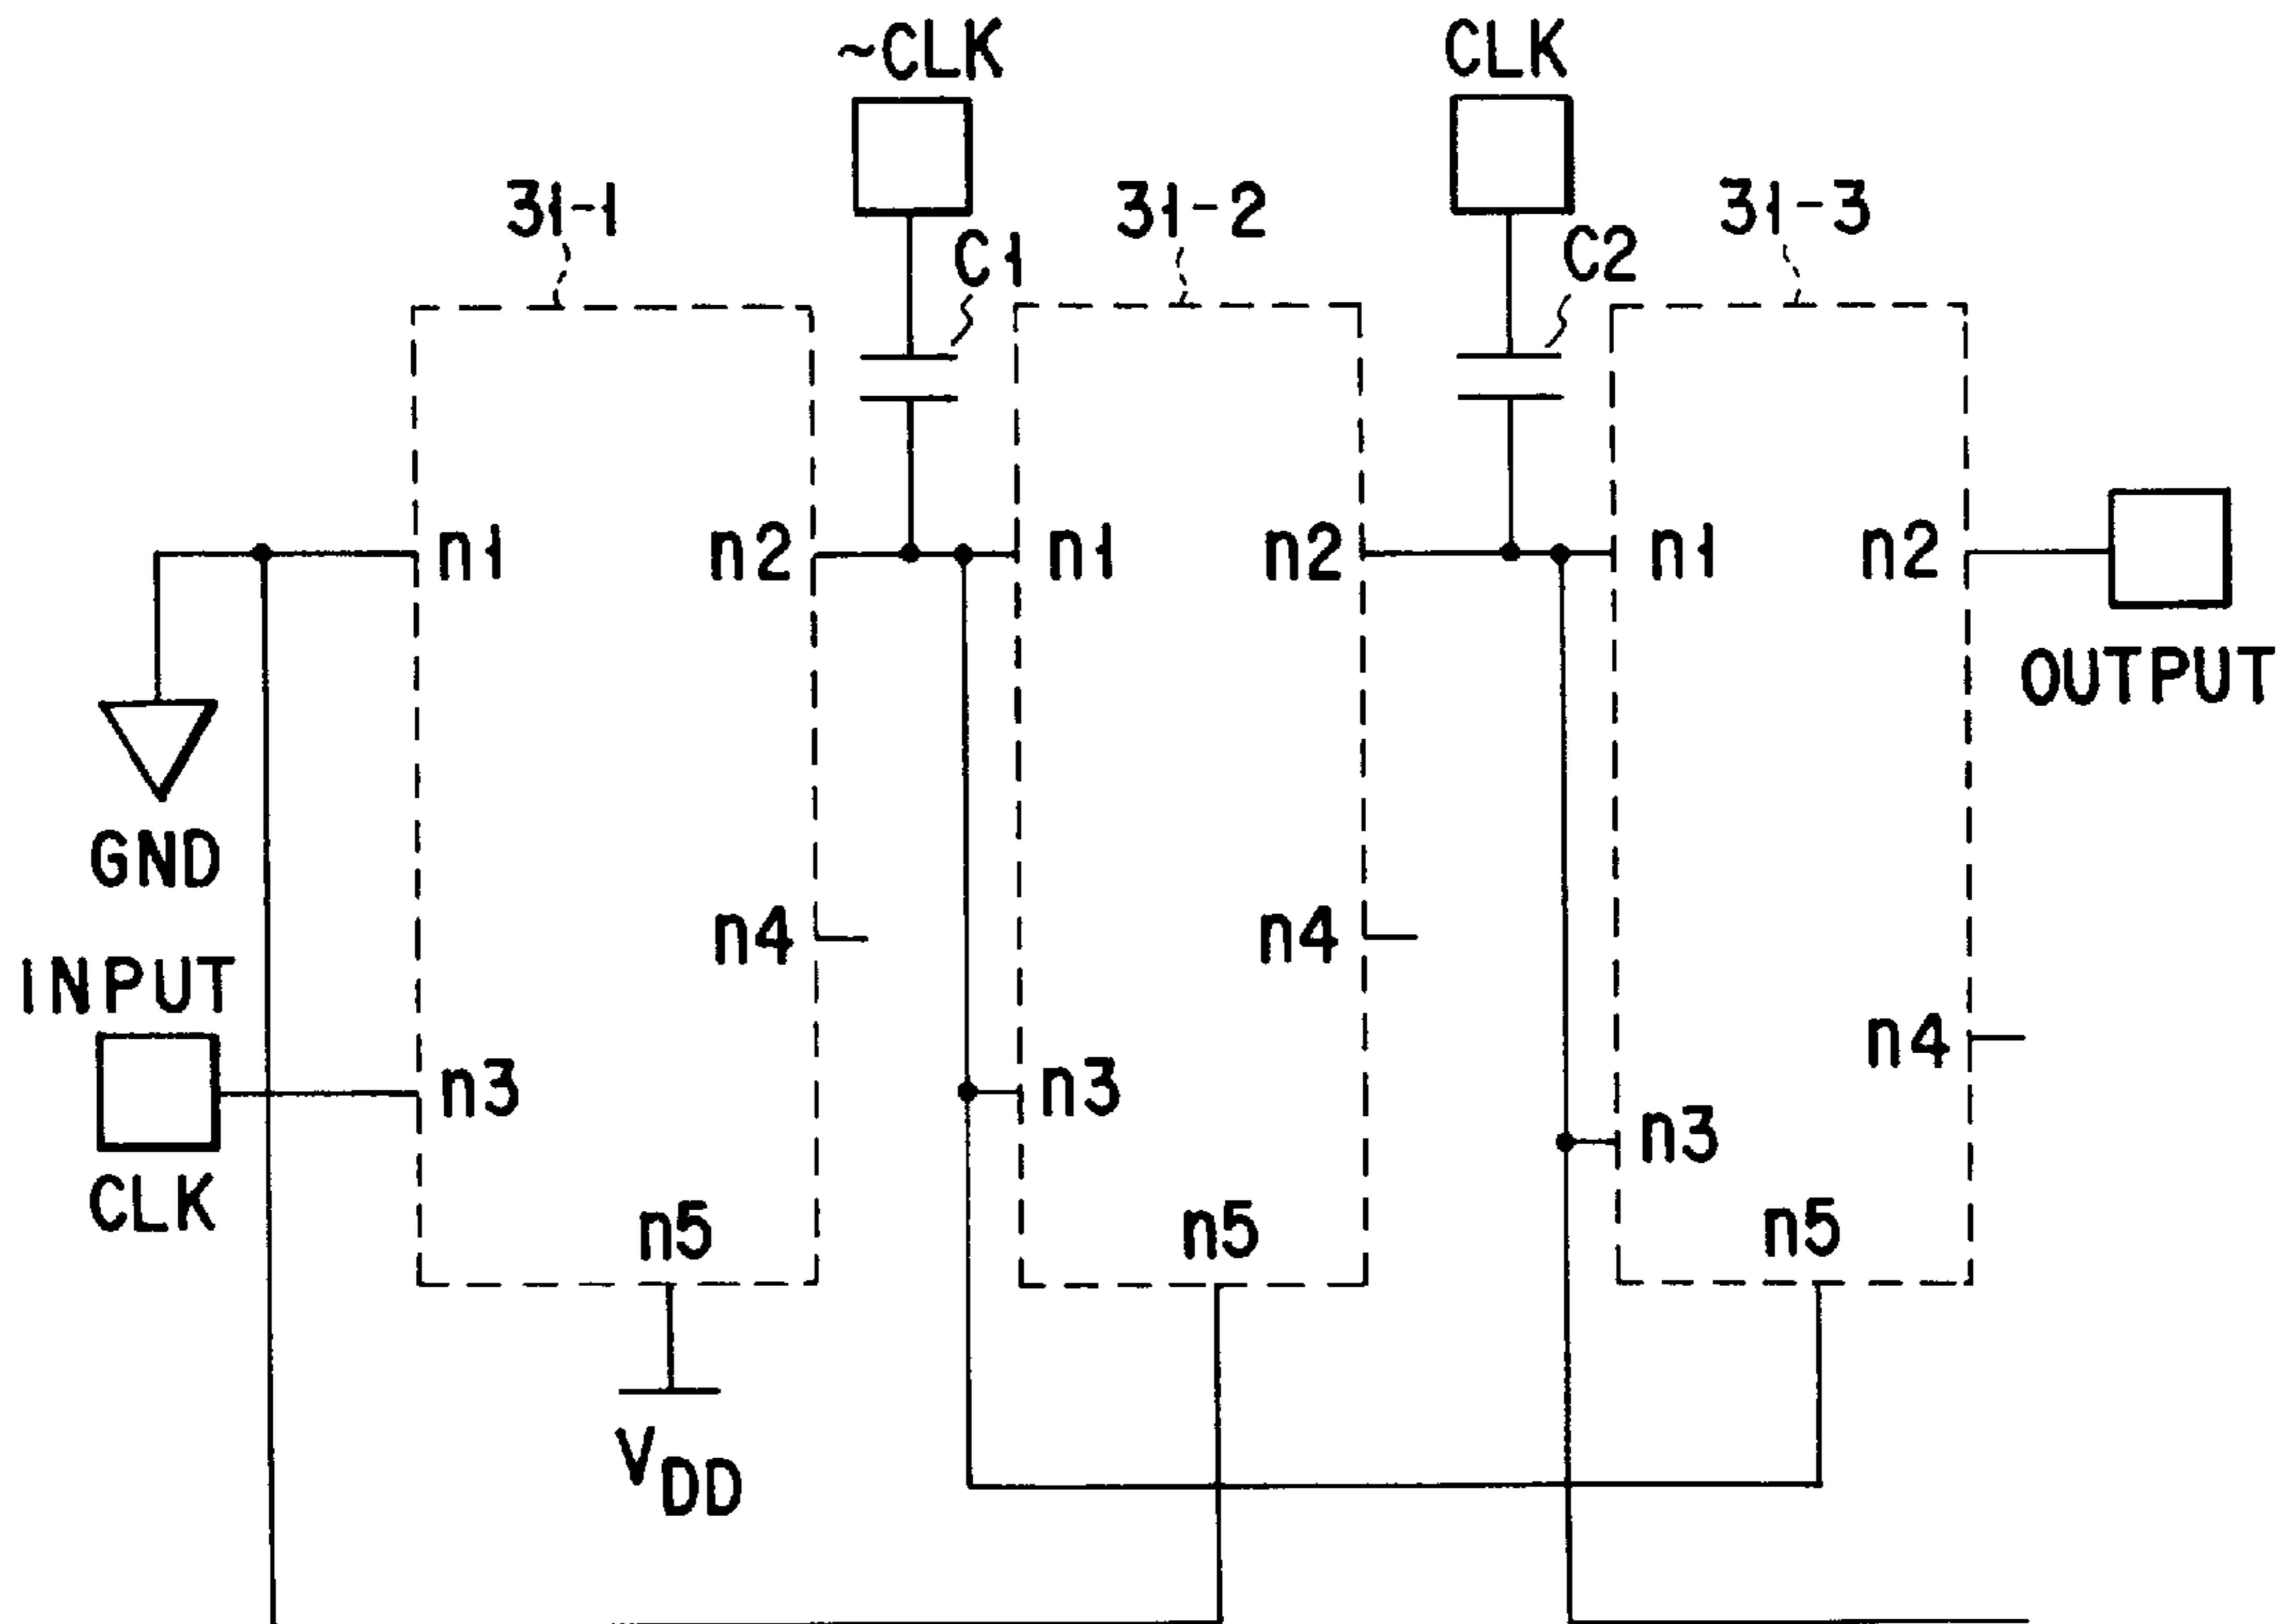 ~CLK
CLK
31-1
31-2
31-3
C1
C2
n1
n2
n1
n2
n1
n2
OUTPUT
GND
n4
n4
INPUT
n4
n3
n3
n3
CLK
n5
n5
n5
VDD